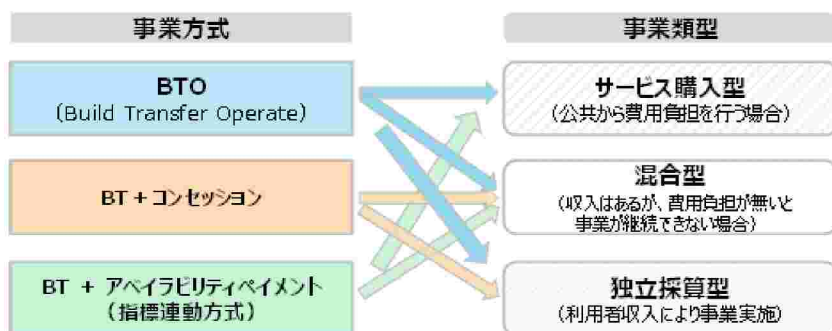 事業方式
事業類型
BTO
(Build Transfer Operate)
サービス購入型
(公共から費用負担を行う場合)
BT + コンセッション
混合型
(収入はあるが、費用負担が無いと
事業が継続できない場合)
BT + アベイラビリティペイメント
(指標連動方式)
独立採算型
(利用者収入により事業実施)